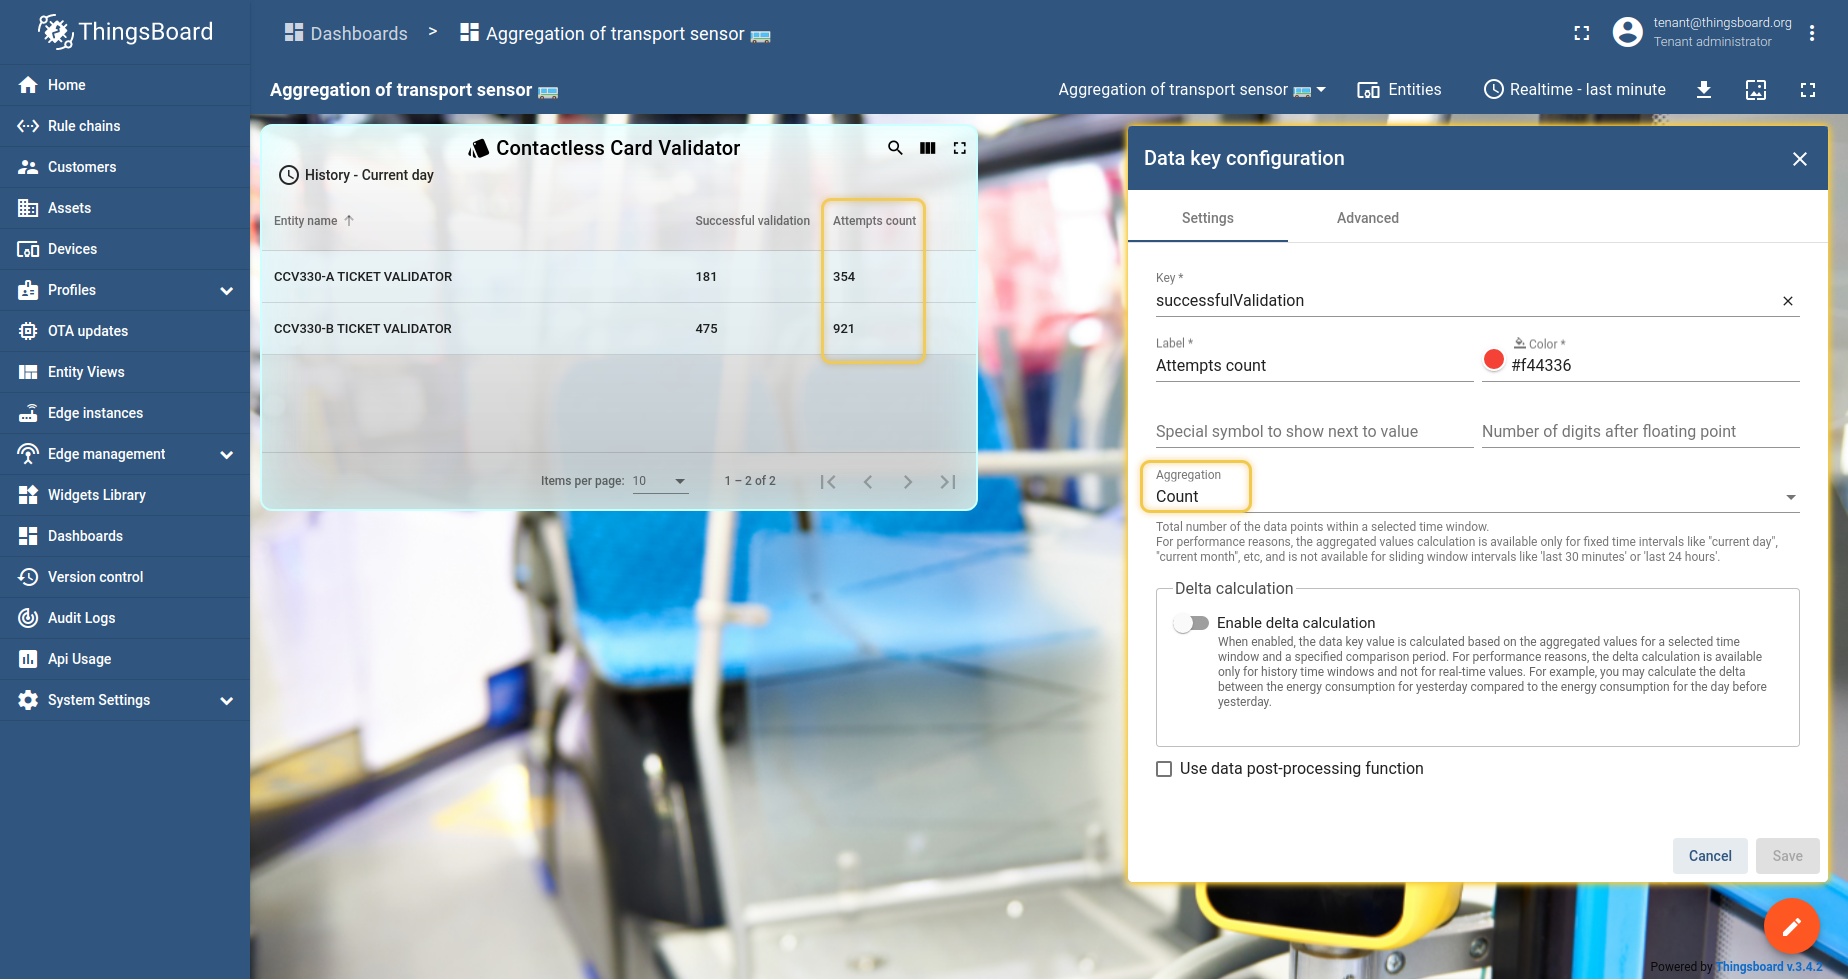 ThingsBoard
Dashboards > Aggregation of transport sensor
tenant@thingsboard.org
Tenant administrator
Aggregation of transport sensor
Aggregation of transport sensor
Entities
Realtime - last minute
Home
Rule chains
Customers
Assets
Devices
Profiles
OTA updates
Entity Views
Edge instances
Edge management
Widgets Library
Dashboards
Version control
Audit Logs
Api Usage
System Settings
Contactless Card Validator
History - Current day
Entity name Successful validation Attempts count
CCV330-A TICKET VALIDATOR 181 354
CCV330-B TICKET VALIDATOR 475 921
Items per page: 10 1 – 2 of 2
Data key configuration
Settings Advanced
Key *
successfulValidation
Label *
Attempts count
Color *
#f44336
Special symbol to show next to value
Number of digits after floating point
Aggregation
Count
Total number of the data points within a selected time window.
For performance reasons, the aggregated values calculation is available only for fixed time intervals like "current day",
"current month", etc, and is not available for sliding window intervals like 'last 30 minutes' or 'last 24 hours'.
Delta calculation
Enable delta calculation
When enabled, the data key value is calculated based on the aggregated values for a selected time
window and a specified comparison period. For performance reasons, the delta calculation is available
only for history time windows and not for real-time values. For example, you may calculate the delta
between the energy consumption for yesterday compared to the energy consumption for the day before
yesterday.
Use data post-processing function
Cancel Save
Powered by Thingsboard v.3.4.2